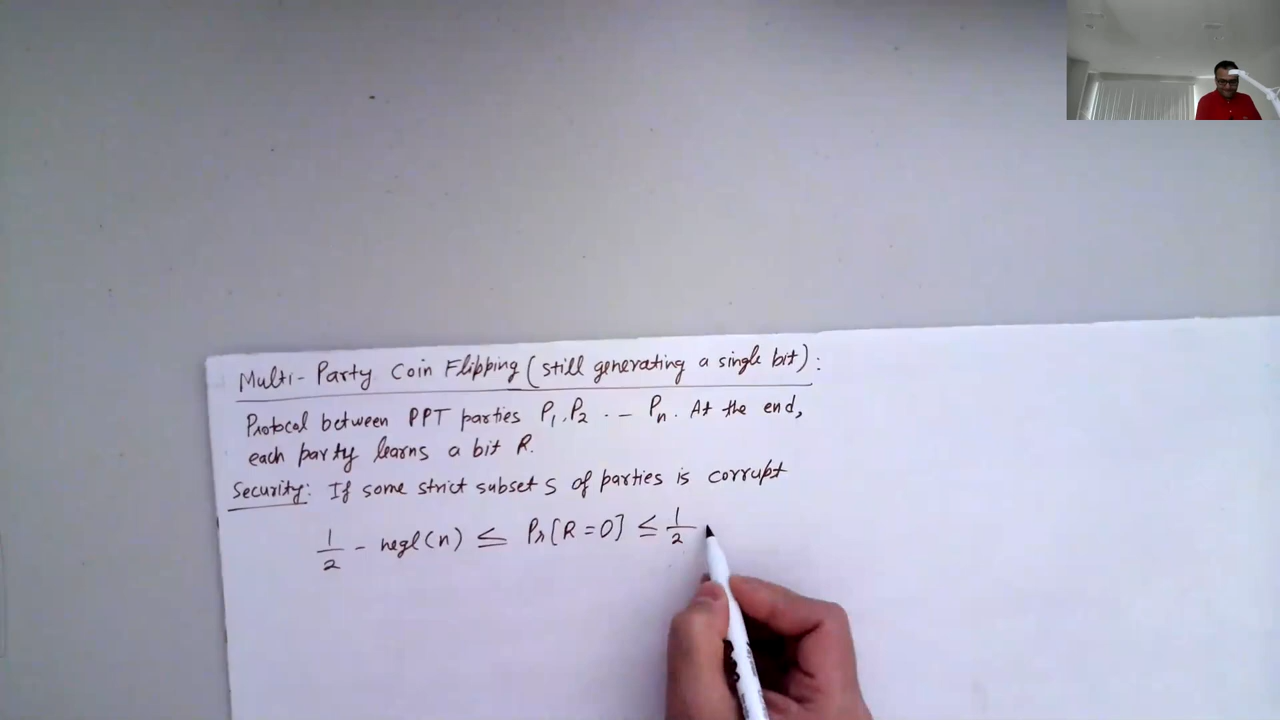 Multi-Party Coin Flipping (still generating a single bit):
Protocol between PPT parties P₁, P₂ . . – Pₙ. At the end,
each party learns a bit R.
Security: If some strict subset S of parties is corrupt
1/2 - negl(n) ≤ Pr[R=0] ≤ 1/2